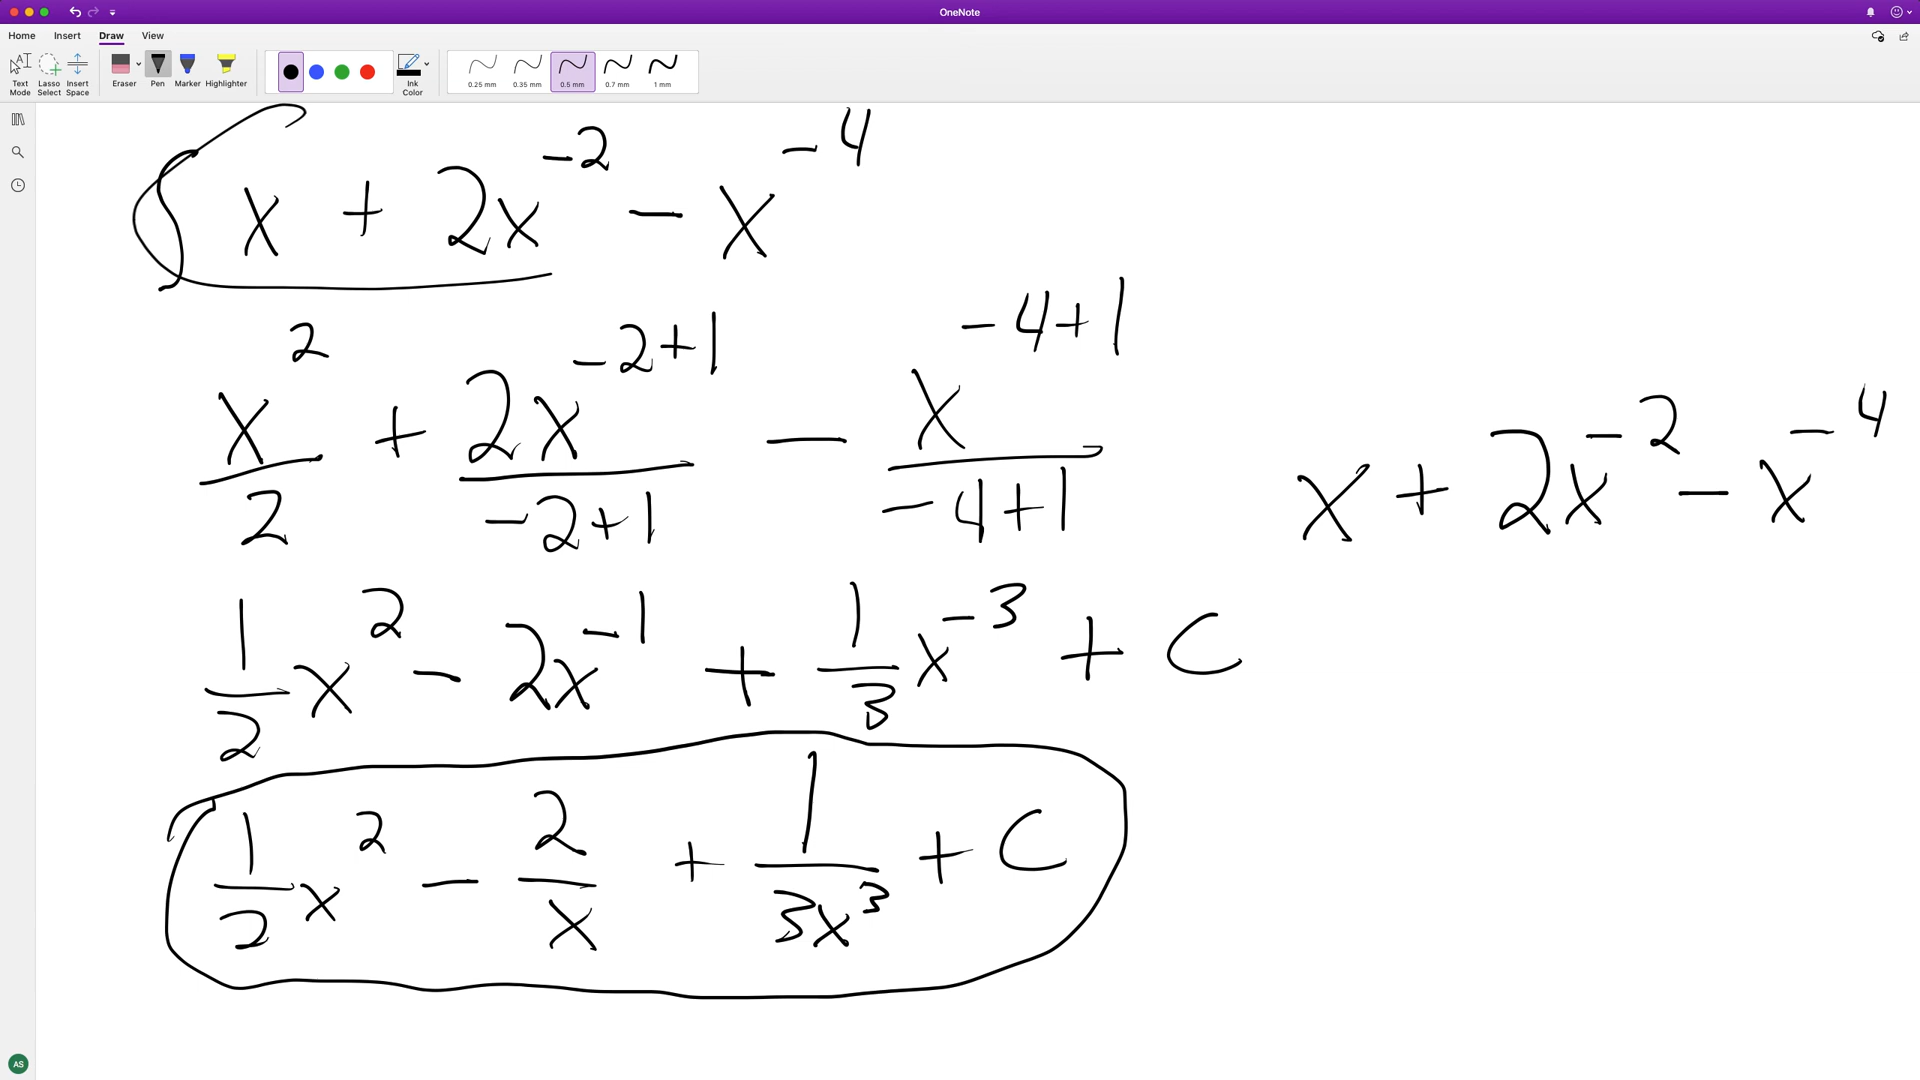 OneNote
Home Insert Draw View
Text Mode Lasso Select Insert Space Eraser Pen Marker Highlighter Ink Color 0.25 mm 0.35 mm 0.5 mm 0.7 mm 1 mm
∫ x + 2x^-2 - x^-4
x^2/2 + 2x^-2+1/-2+1 - x^-4+1/-4+1
x + 2x^-2 - x^-4
1/2 x^2 - 2x^-1 + 1/3 x^-3 + C
1/2 x^2 - 2/x + 1/3x^3 + C
AS